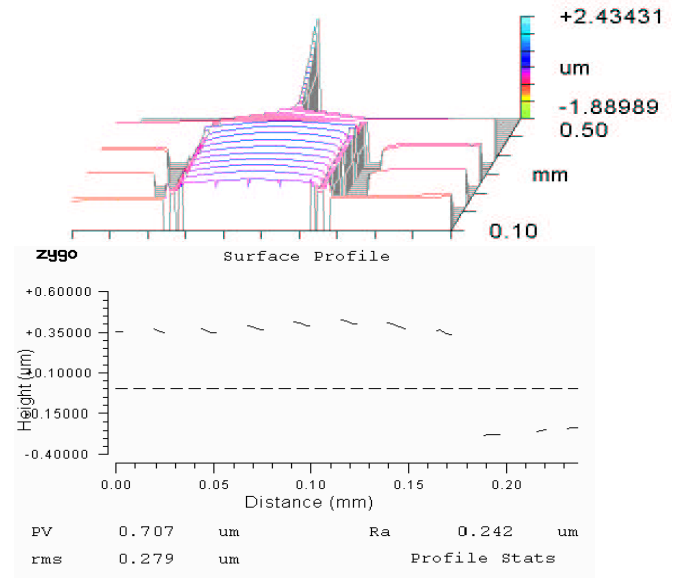 +2.43431
um
-1.88989
0.50
mm
0.10
zygo
Surface Profile
+0.60000
+0.35000
+0.10000
-0.15000
-0.40000
Height (um)
0.00 0.05 0.10 0.15 0.20
Distance (mm)
PV 0.707 um Ra 0.242 um
rms 0.279 um Profile Stats